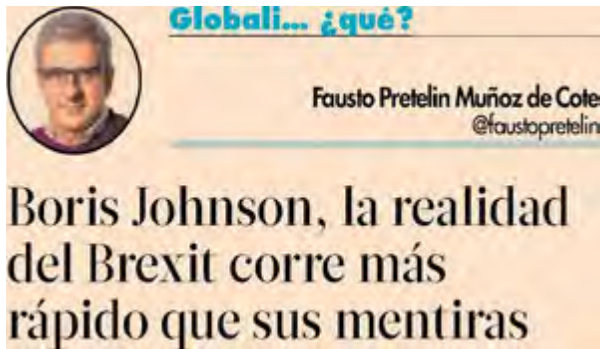 Globali... ¿qué?
Fausto Pretelin Muñoz de Cote
@faustopretelin
Boris Johnson, la realidad
del Brexit corre más
rápido que sus mentiras